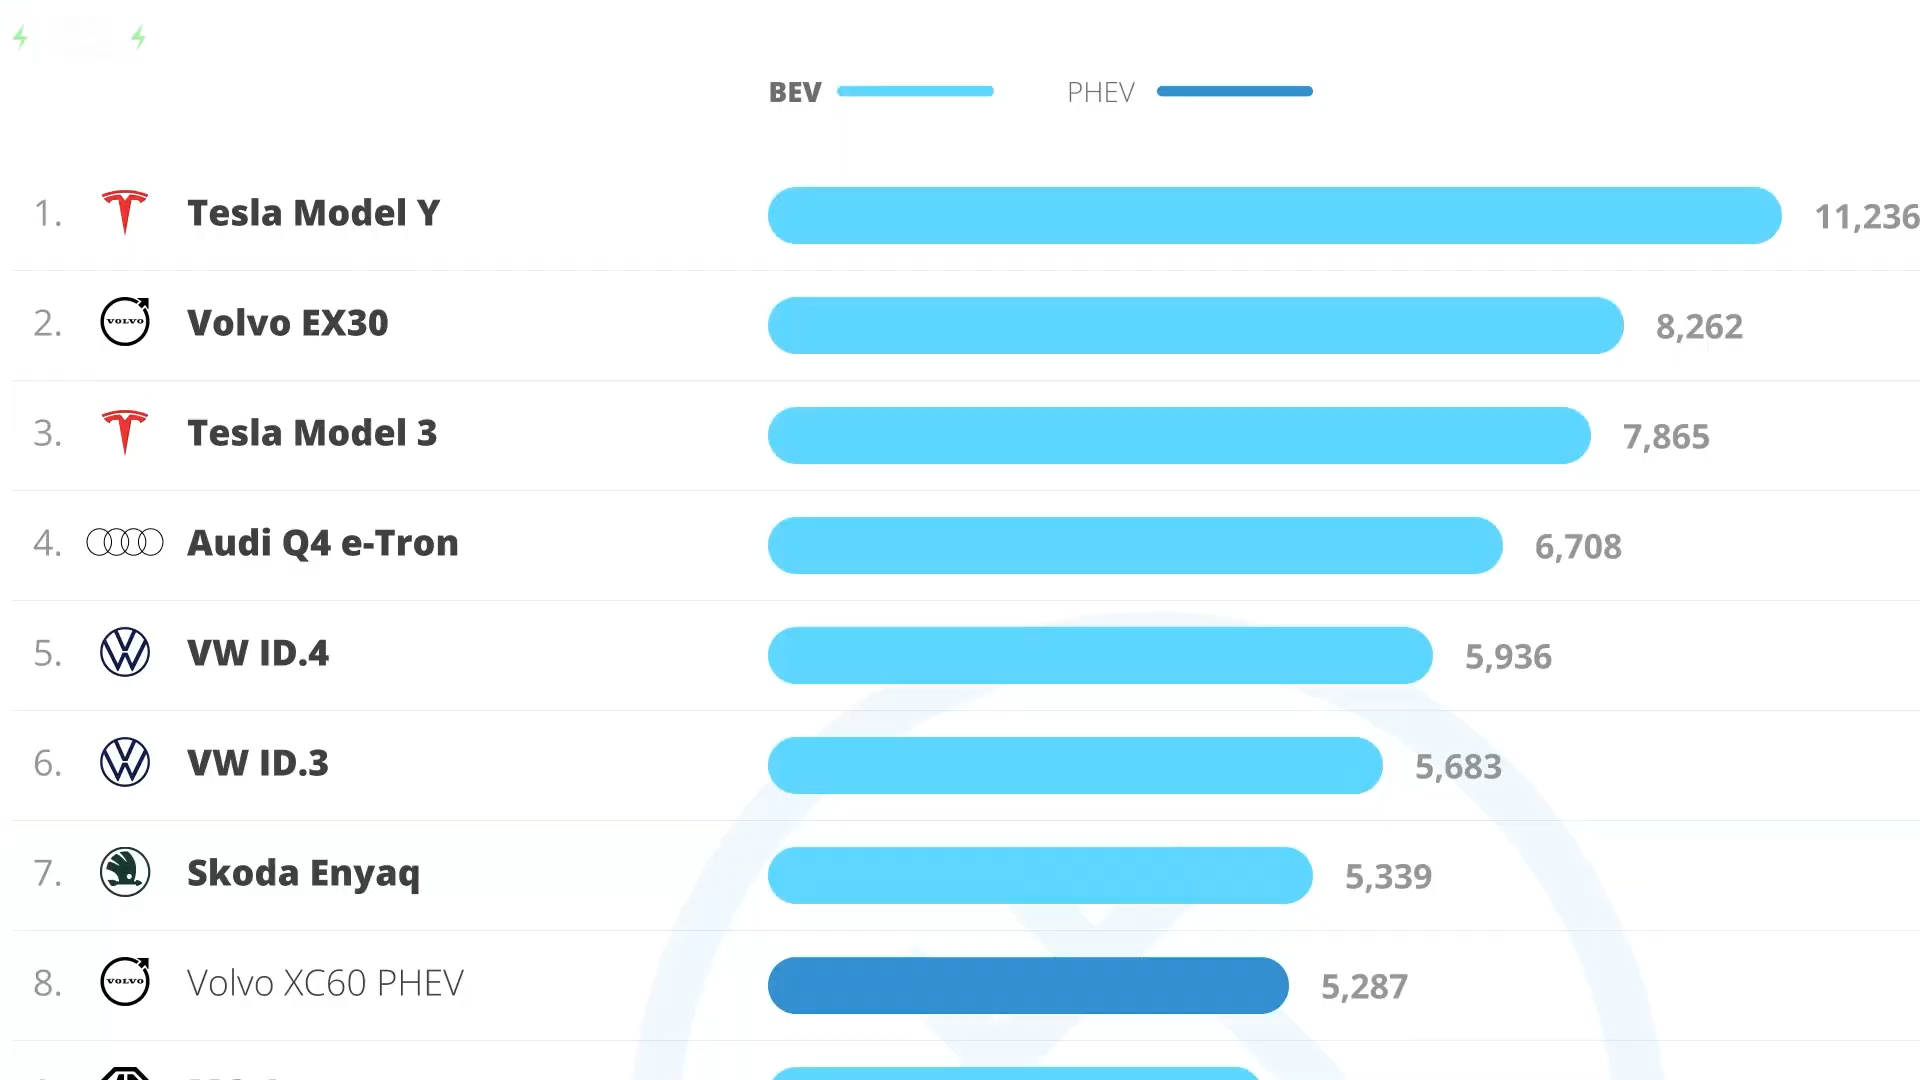 BEV PHEV
1. Tesla Model Y 11,236
2. VOLVO Volvo EX30 8,262
3. Tesla Model 3 7,865
4. Audi Q4 e-Tron 6,708
5. VW ID.4 5,936
6. VW ID.3 5,683
7. Skoda Enyaq 5,339
8. VOLVO Volvo XC60 PHEV 5,287